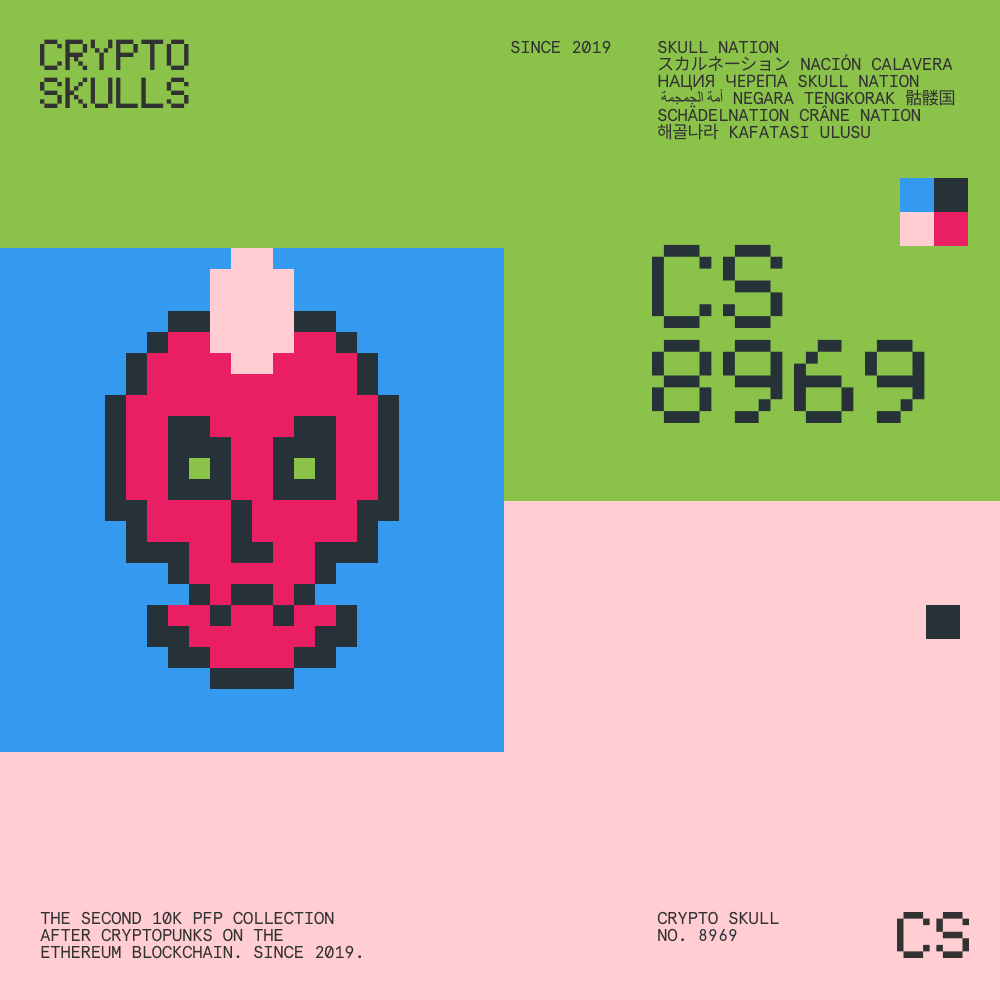 CRYPTO
SKULLS
SINCE 2019
SKULL NATION
スカルネーション NACIÓN CALAVERA
НАЦИЯ ЧЕРЕПА SKULL NATION
أمة الجمجمة NEGARA TENGKORAK 骷髅国
SCHÄDELNATION CRÂNE NATION
해골나라 KAFATASI ULUSU
CS
8969
THE SECOND 10K PFP COLLECTION
AFTER CRYPTOPUNKS ON THE
ETHEREUM BLOCKCHAIN. SINCE 2019.
CRYPTO SKULL
NO. 8969
CS